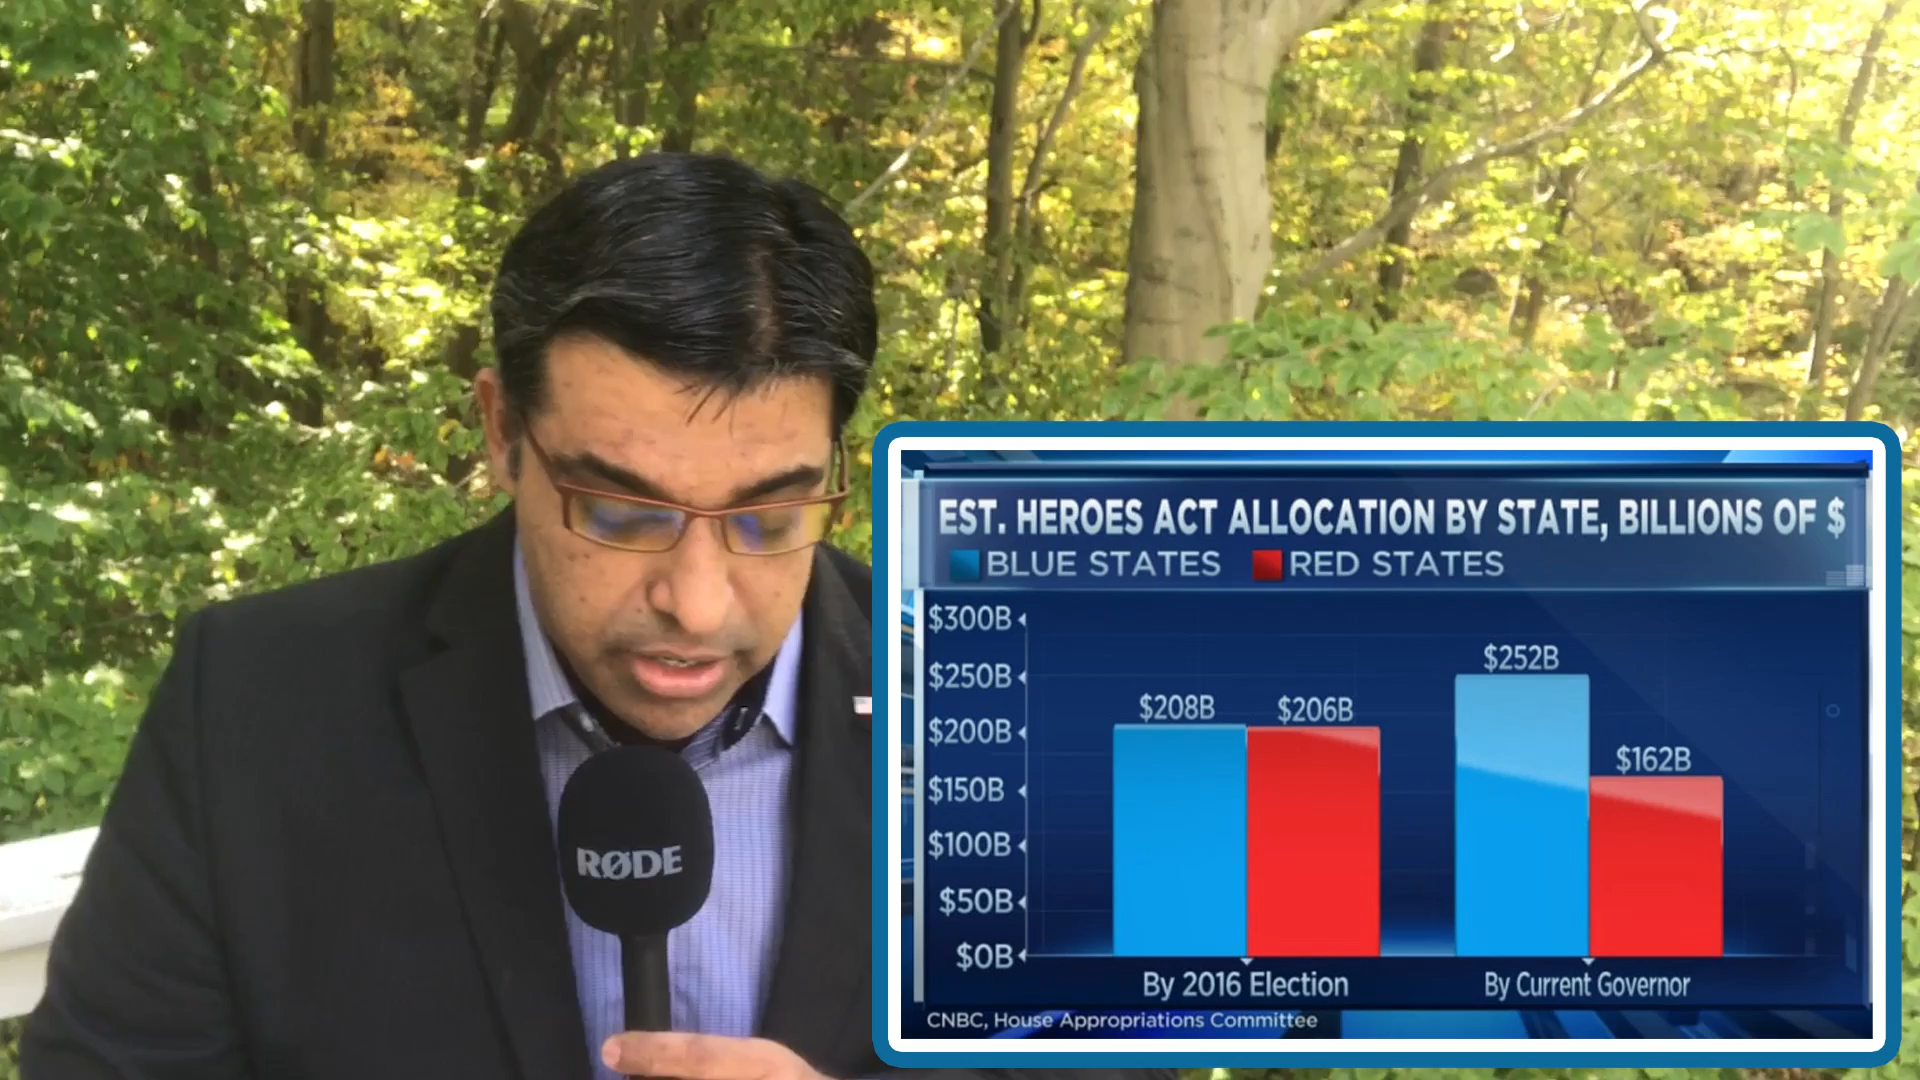 RØDE
EST. HEROES ACT ALLOCATION BY STATE, BILLIONS OF $
BLUE STATES RED STATES
$300B
$250B
$200B
$150B
$100B
$50B
$0B
$208B
$206B
$252B
$162B
By 2016 Election
By Current Governor
CNBC, House Appropriations Committee